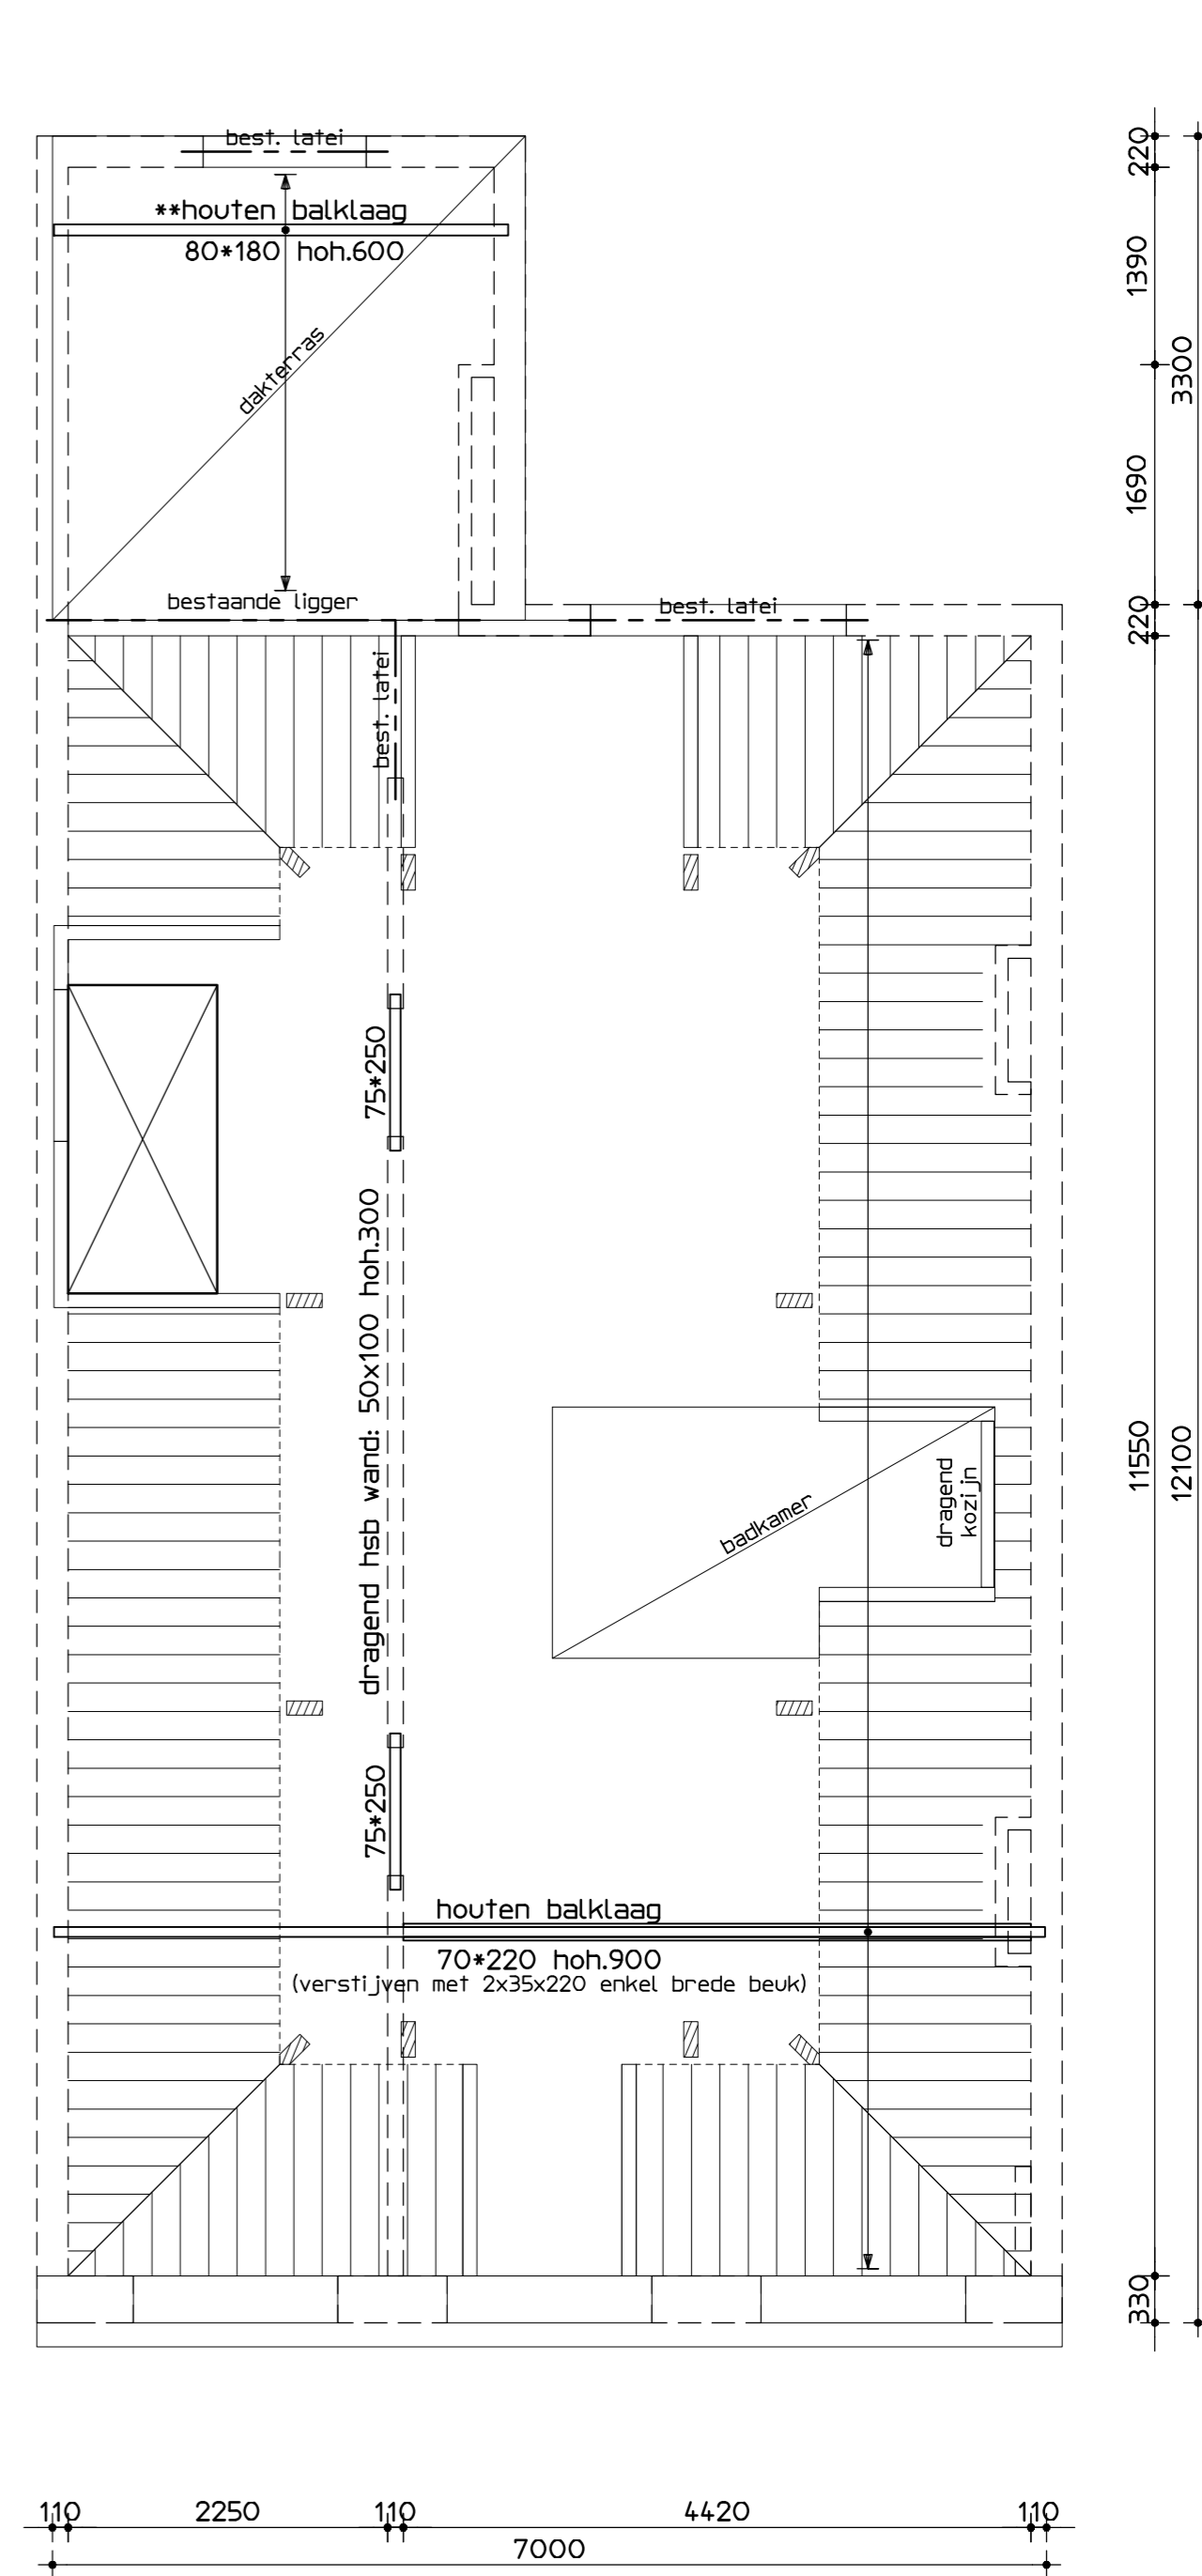 best. latei
**houten balklaag
80*180 hoh.600
dakterras
bestaande ligger
best. latei
best. latei
75*250
dragend hsb wand: 50x100 hoh.300
badkamer
dragend
kozijn
75*250
houten balklaag
70*220 hoh.900
(verstijven met 2x35x220 enkel brede beuk)
220
1390
3300
1690
220
11550
12100
330
110
2250
110
4420
110
7000